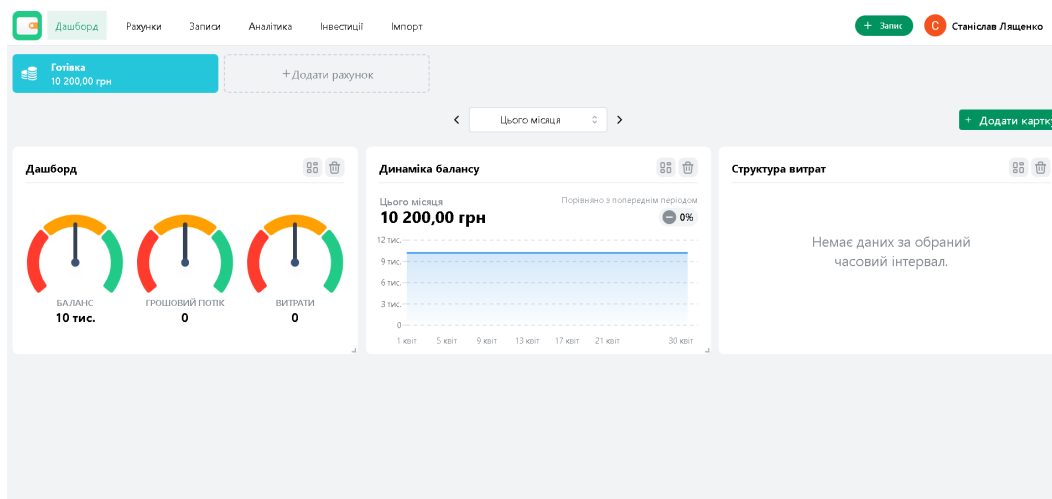 Дашборд
Рахунки
Записи
Аналітика
Інвестиції
Імпорт
+ Запис
С
Станіслав Лященко
Готівка
10 200,00 грн
+Додати рахунок
Цього місяця
+ Додати картку
Дашборд
БАЛАНС
10 тис.
ГРОШОВИЙ ПОТІК
0
ВИТРАТИ
0
Динаміка балансу
Цього місяця
10 200,00 грн
Порівняно з попереднім періодом
0%
12 тис.
9 тис.
6 тис.
3 тис.
0
1 квіт
5 квіт
9 квіт
13 квіт
17 квіт
21 квіт
30 квіт
Структура витрат
Немає даних за обраний
часовий інтервал.